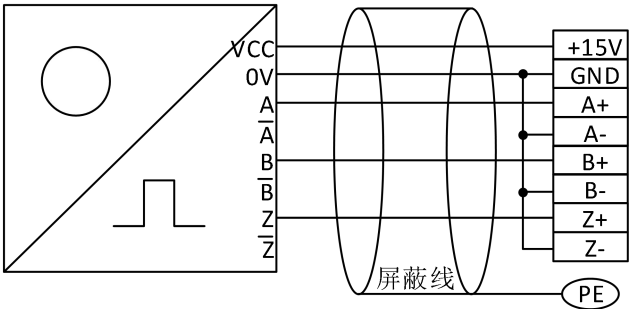 VCC +15V
0V GND
A A+
A̅ A-
B B+
B̅ B-
Z Z+
Z̅ Z-
屏蔽线
PE